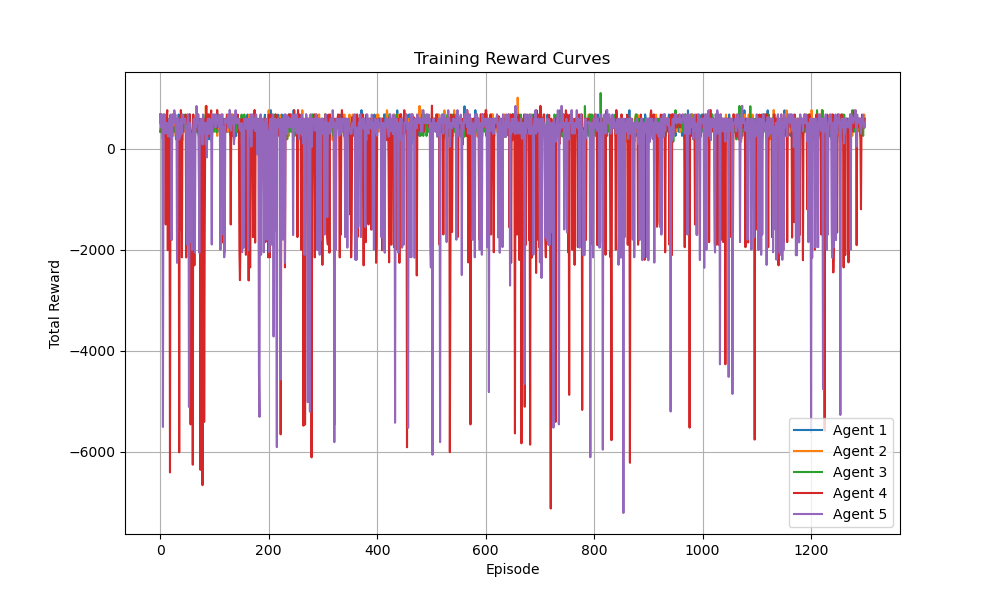 Training Reward Curves
Total Reward
0
−2000
−4000
−6000
0 200 400 600 800 1000 1200
Episode
Agent 1
Agent 2
Agent 3
Agent 4
Agent 5